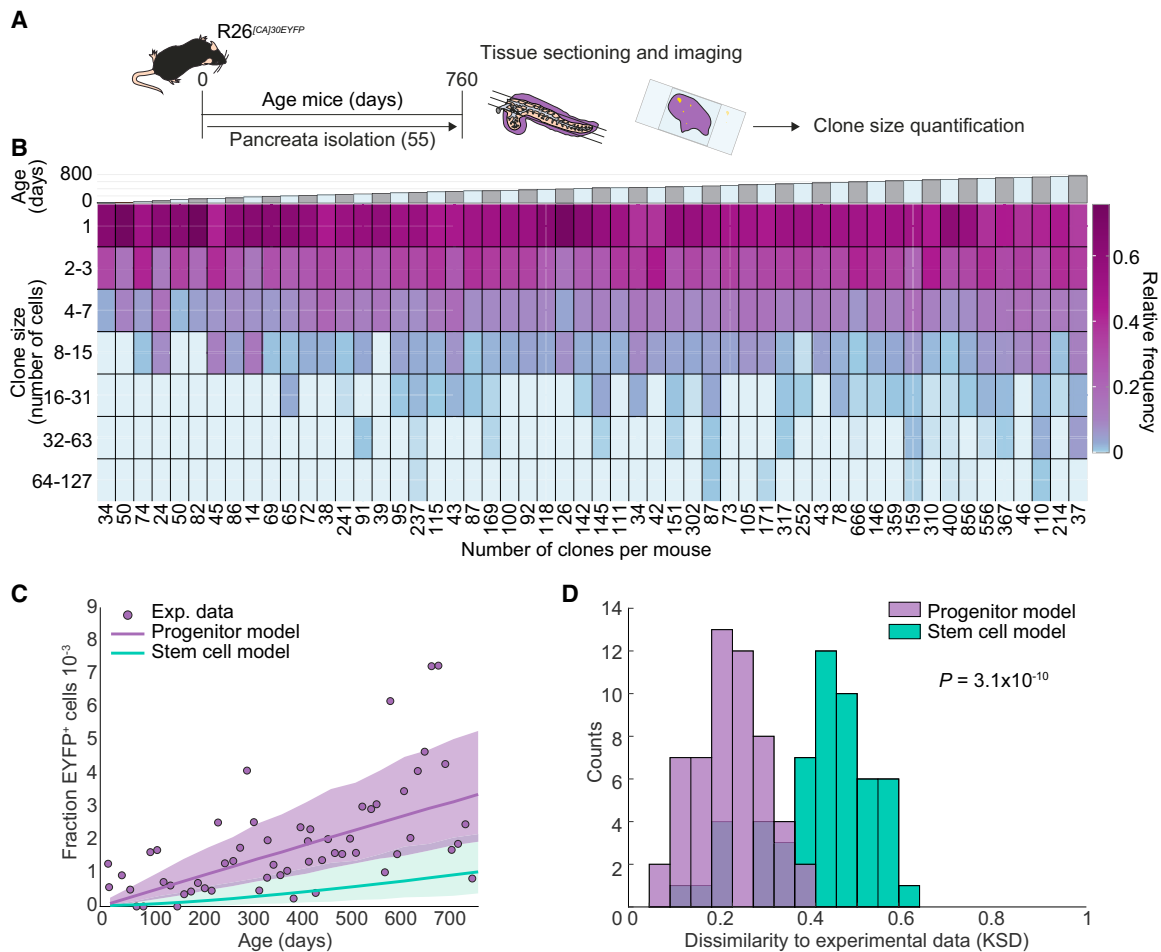 A
R26[CA]30EYFP
0
760
Age mice (days)
Pancreata isolation (55)
Tissue sectioning and imaging
Clone size quantification
B
Age
(days)
800
0
Clone size
(number of cells)
1
2-3
4-7
8-15
16-31
32-63
64-127
34 50 74 24 50 82 45 86 14 69 65 72 38 241 91 39 95 237 115 43 87 169 100 92 118 26 142 145 111 34 42 151 302 87 73 105 171 317 252 43 78 666 146 359 159 310 400 856 556 367 46 110 214 37
Number of clones per mouse
0.6
0.4
0.2
0
Relative frequency
C
Fraction EYFP+ cells 10-3
9
8
7
6
5
4
3
2
1
0
Exp. data
Progenitor model
Stem cell model
0 100 200 300 400 500 600 700
Age (days)
D
Counts
14
12
10
8
6
4
2
0
Progenitor model
Stem cell model
P = 3.1x10-10
0 0.2 0.4 0.6 0.8 1
Dissimilarity to experimental data (KSD)